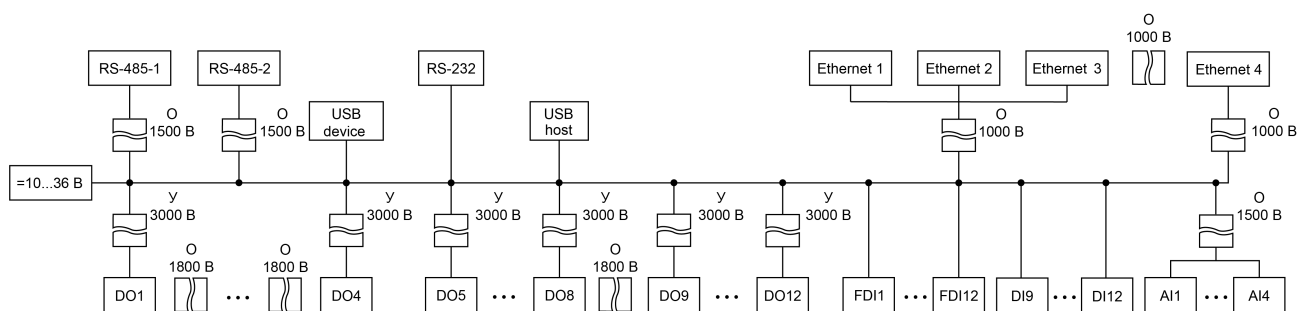 О
1000 В
RS-485-1
RS-485-2
RS-232
Ethernet 1
Ethernet 2
Ethernet 3
Ethernet 4
USB
device
USB
host
О
1500 В
О
1500 В
О
1000 В
О
1000 В
=10...36 В
У
3000 В
У
3000 В
У
3000 В
У
3000 В
У
3000 В
У
3000 В
О
1500 В
О
1800 В
О
1800 В
О
1800 В
DO1
...
DO4
DO5
...
DO8
DO9
...
DO12
FDI1
...
FDI12
DI9
...
DI12
AI1
...
AI4